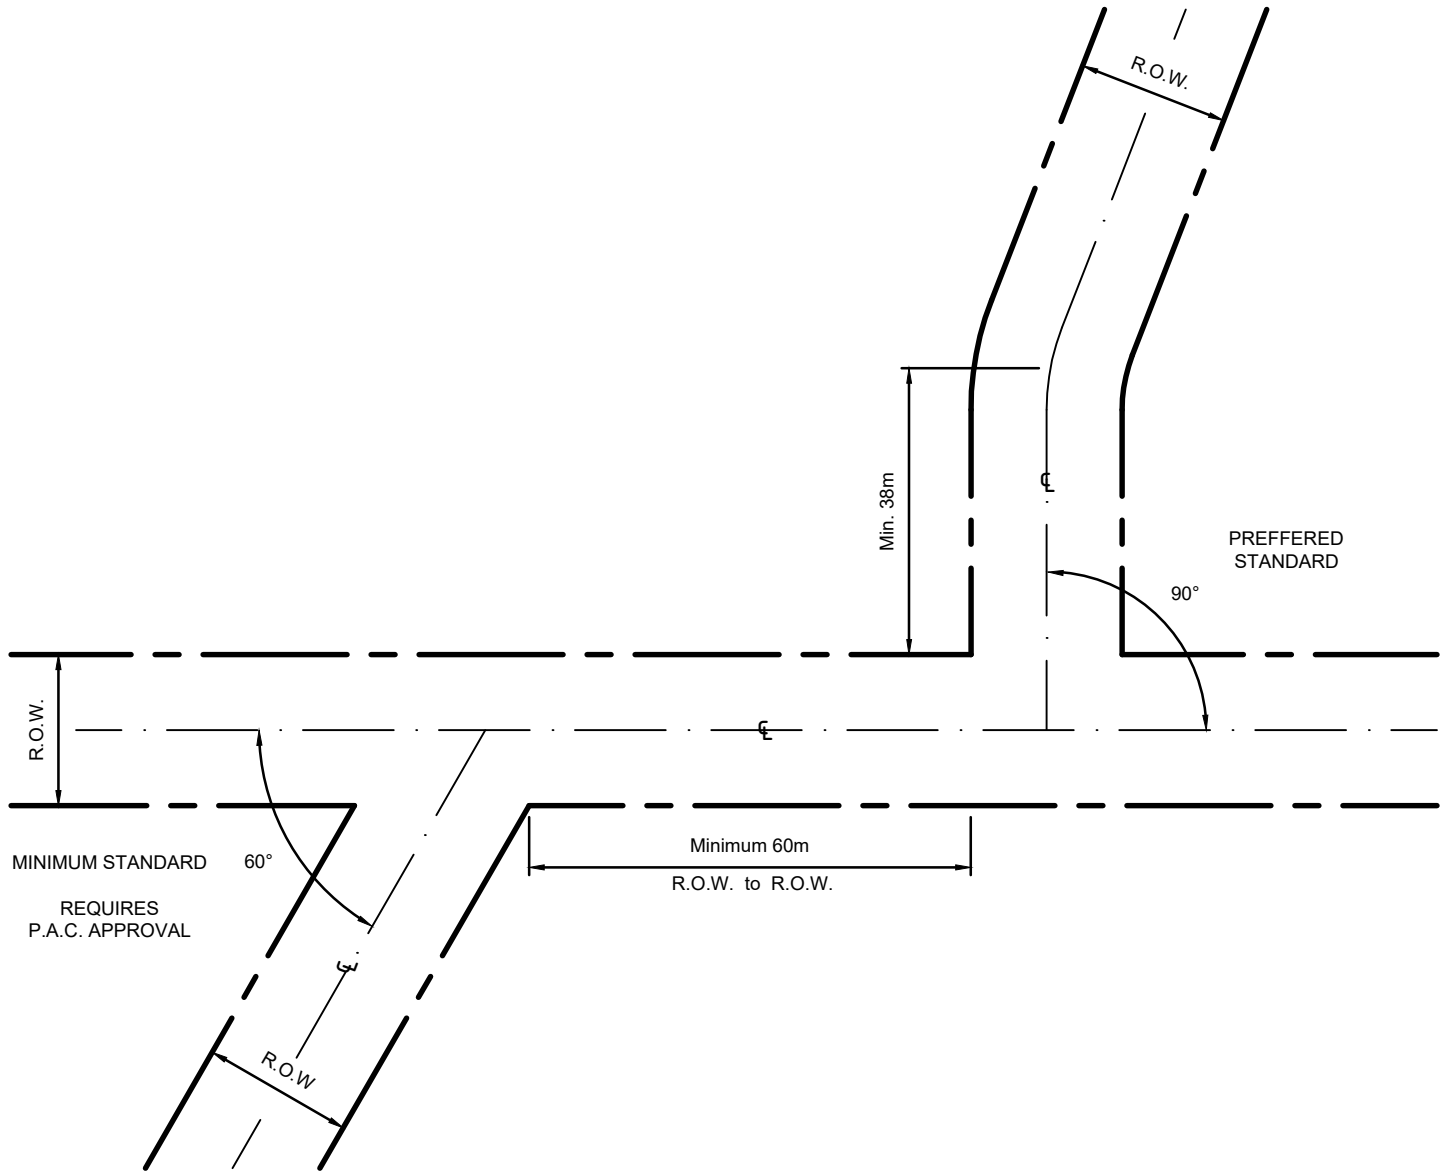 R.O.W.
℄
Min. 38m
PREFFERED
STANDARD
90°
R.O.W.
℄
Minimum 60m
R.O.W. to R.O.W.
MINIMUM STANDARD
60°
REQUIRES
P.A.C. APPROVAL
℄
R.O.W